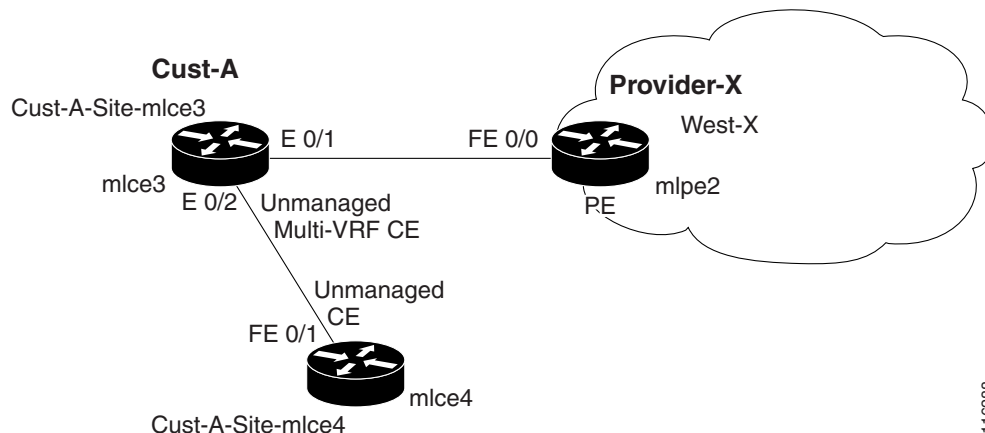 Cust-A
Provider-X
Cust-A-Site-mlce3
West-X
E 0/1
FE 0/0
mlce3
mlpe2
E 0/2
PE
Unmanaged
Multi-VRF CE
Unmanaged
CE
FE 0/1
mlce4
Cust-A-Site-mlce4